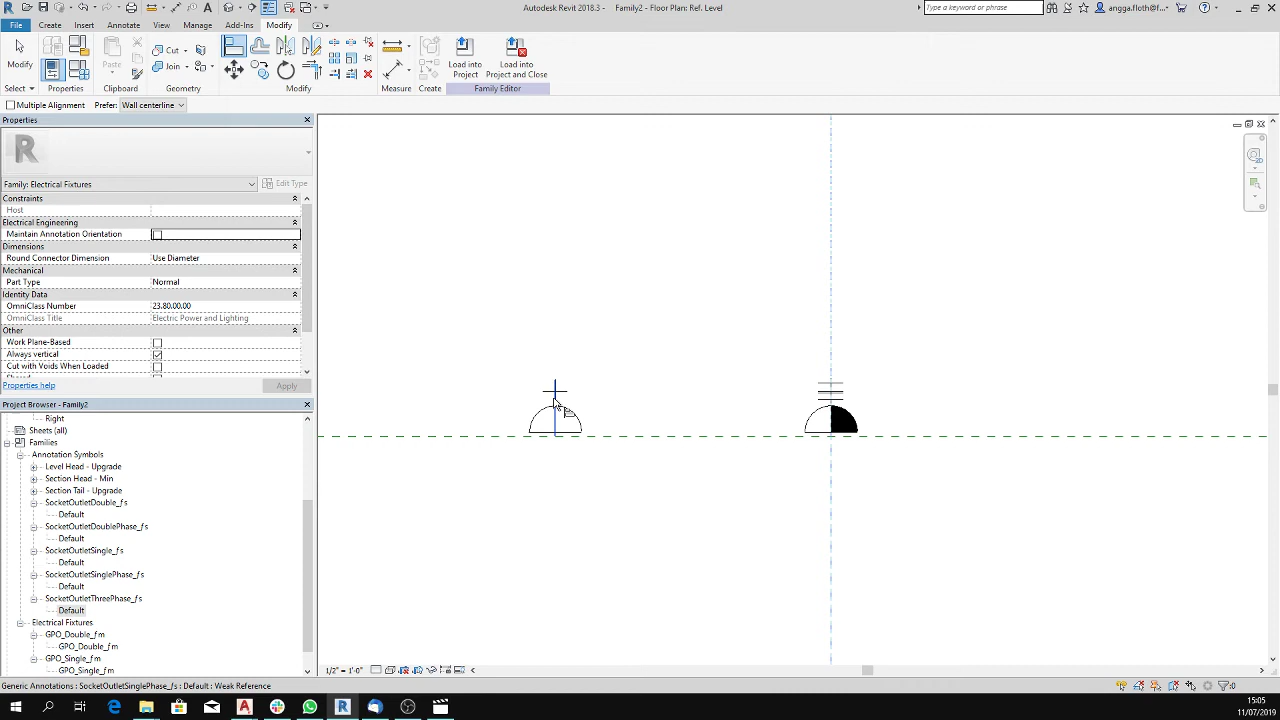 Autodesk Revit 2018.3 - Family2 - Floor Plan: Ref. Level
Type a keyword or phrase
angga.floth@f...
File Create Insert Annotate View Manage Add-Ins Modify
Modify
Paste
Cut
Join
Load into Project
Load into Project and Close
Select Properties Clipboard Geometry Modify Measure Create Family Editor
Multiple Alignment Prefer: Wall centerline
Properties
R
Family: Electrical Fixtures
Edit Type
Constraints
Host
Electrical Engineering
Maintain Annotation Orientation
Dimensions
Round Connector Dimension Use Diameter
Mechanical
Part Type Normal
Identity Data
OmniClass Number 23.80.00.00
OmniClass Title Electric Power and Lighting
Other
Work Plane-Based
Always vertical
Cut with Voids When Loaded
Properties help
Apply
Project Browser - Family2
Right
Sheets (all)
Families
Annotation Symbols
Level Head - Upgrade
Section Head - Min
Section Tail - Upgrade
SocketOutletDouble_fs
Default
SocketOutletDoublePhase_fs
Default
SocketOutletSingle_fs
Default
SocketOutletSinglePhase_fs
Default
SocketOutletThreePhase_fs
Default
Electrical Fixtures
GPO_Double_fm
GPO_Double_fm
GPO_Single_fm
GPO_Single_fm
1/2" = 1'-0"
Generic Annotations : SocketOutletSinglePhase_fs : Default : Weak Reference
:0
15:05
11/07/2019